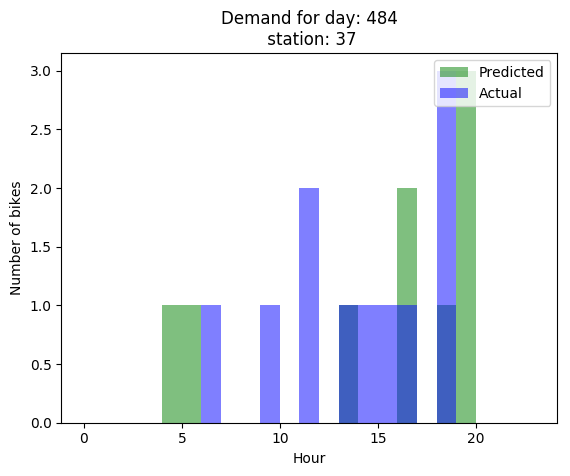 Demand for day: 484
station: 37
Predicted
Actual
Number of bikes
3.0
2.5
2.0
1.5
1.0
0.5
0.0
0
5
10
15
20
Hour